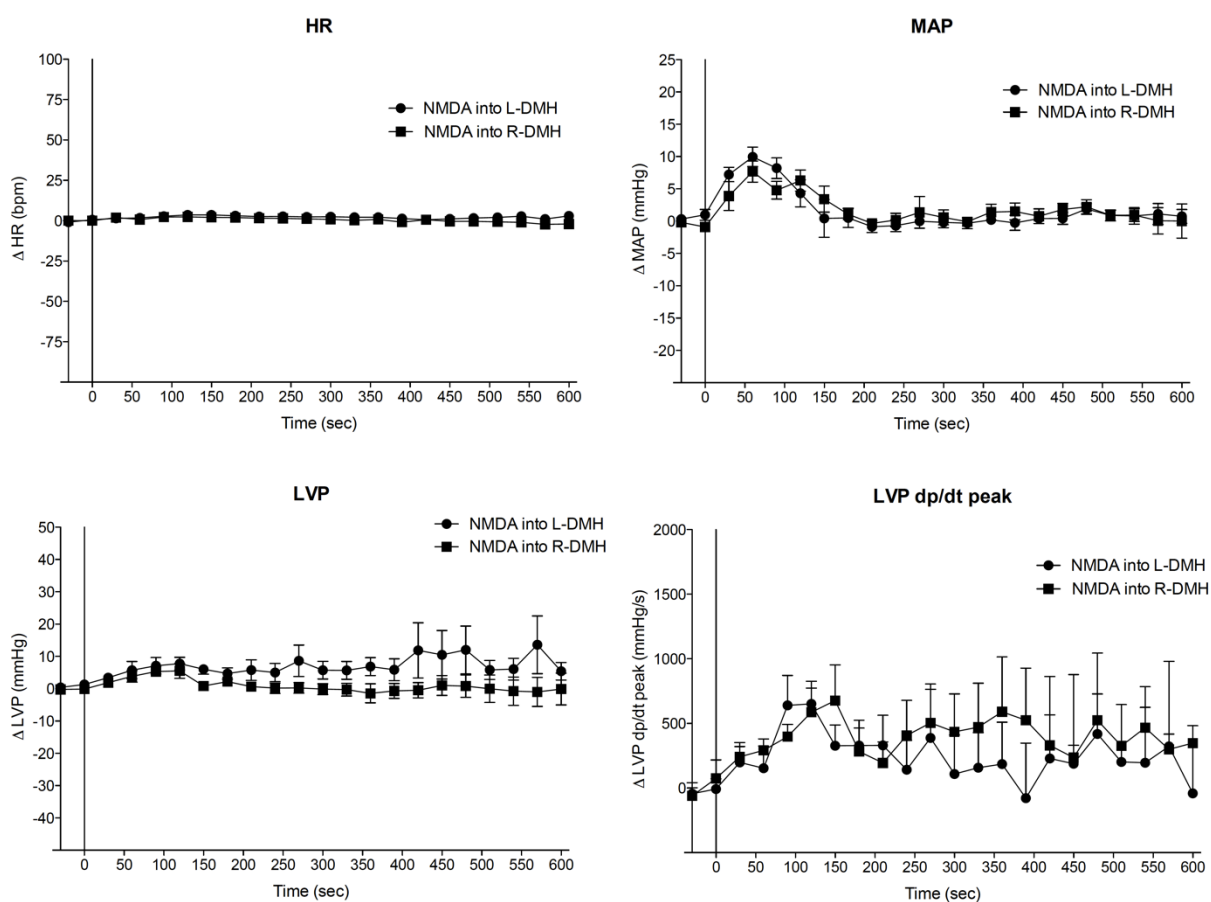 HR
100
75
50
25
0
-25
-50
-75
Δ HR (bpm)
NMDA into L-DMH
NMDA into R-DMH
0 50 100 150 200 250 300 350 400 450 500 550 600
Time (sec)
MAP
25
20
15
10
5
0
-5
-10
-15
-20
Δ MAP (mmHg)
NMDA into L-DMH
NMDA into R-DMH
0 50 100 150 200 250 300 350 400 450 500 550 600
Time (sec)
LVP
50
40
30
20
10
0
-10
-20
-30
-40
Δ LVP (mmHg)
NMDA into L-DMH
NMDA into R-DMH
0 50 100 150 200 250 300 350 400 450 500 550 600
Time (sec)
LVP dp/dt peak
2000
1500
1000
500
0
Δ LVP dp/dt peak (mmHg/s)
NMDA into L-DMH
NMDA into R-DMH
0 50 100 150 200 250 300 350 400 450 500 550 600
Time (sec)